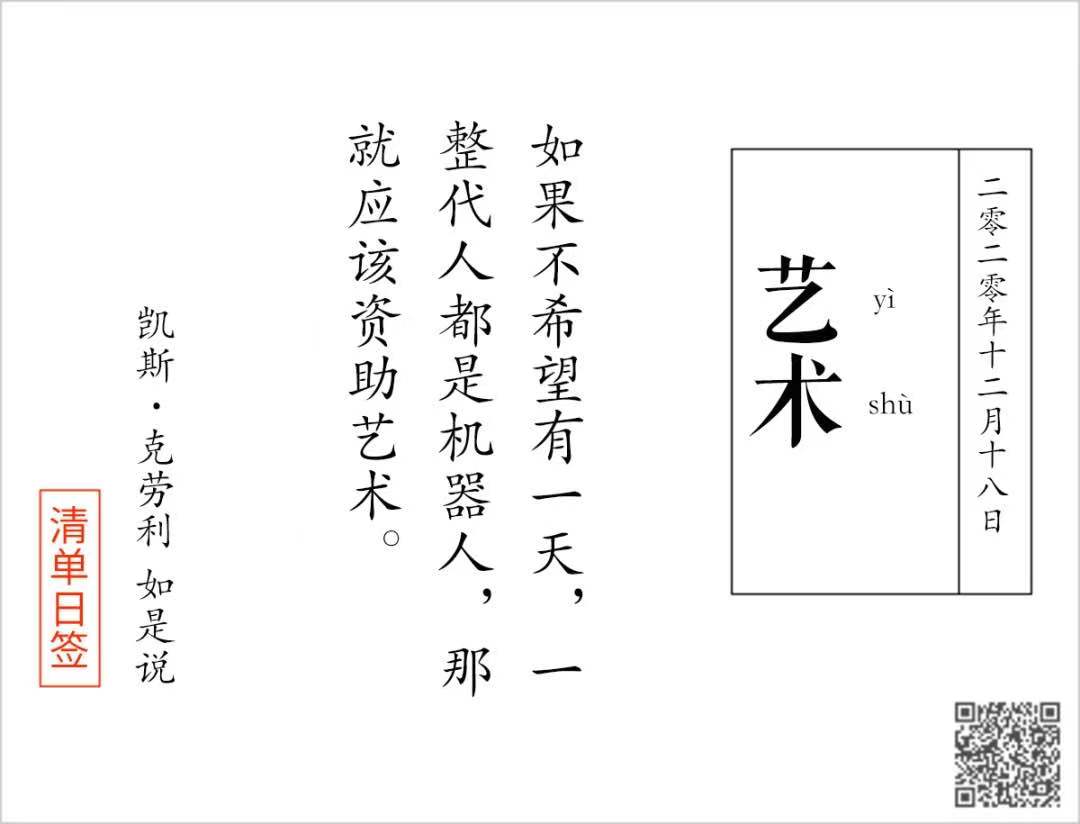 二零二零年十二月十八日
艺术
yì
shù
如果不希望有一天，一
整代人都是机器人，那
就应该资助艺术。
凯斯·克劳利 如是说
清单日签